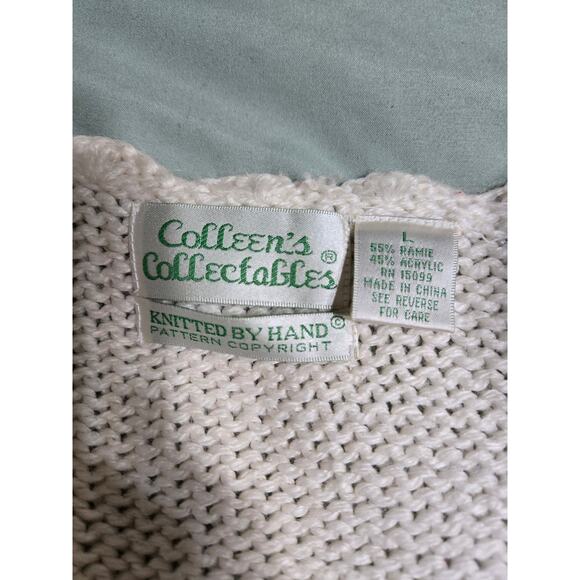 Colleen's
Collectables®
KNITTED BY HAND©
PATTERN COPYRIGHT
L
55% RAMIE
45% ACRYLIC
RN 15099
MADE IN CHINA
SEE REVERSE
FOR CARE